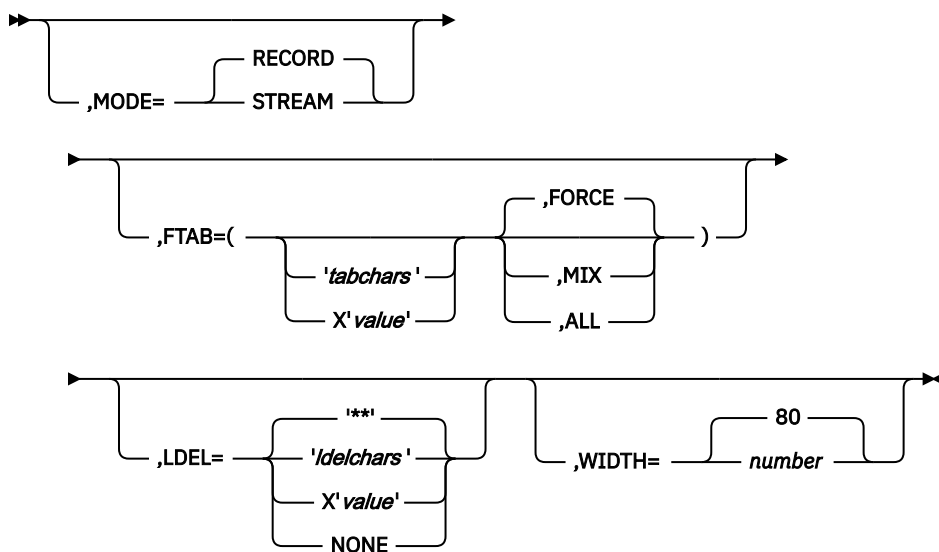 RECORD
,MODE= STREAM
,FORCE
,FTAB=( )
'tabchars' ,MIX
X'value' ,ALL
'**' 80
,LDEL= 'ldelchars' ,WIDTH= number
X'value'
NONE